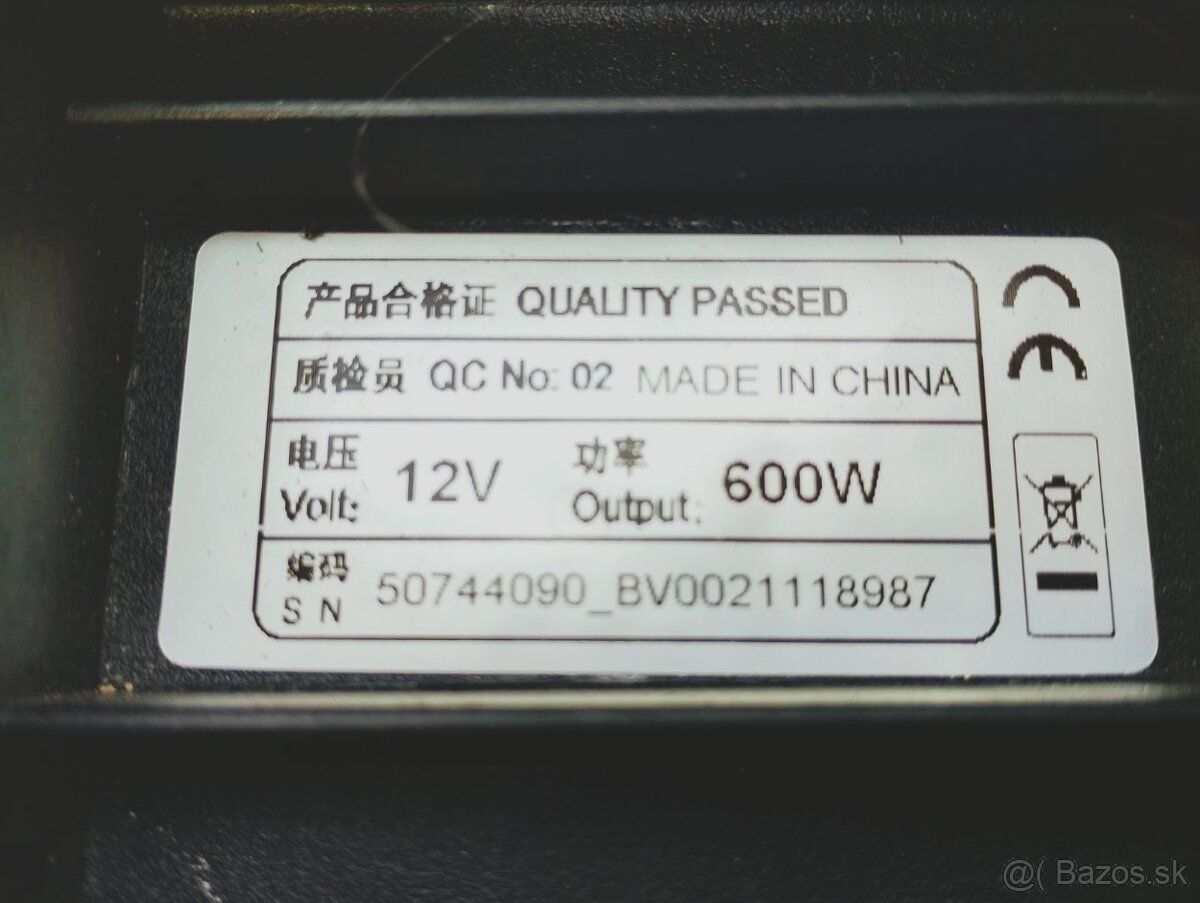 产品合格证 QUALITY PASSED
质检员 QC No: 02 MADE IN CHINA
电压 功率
Volt: 12V Output: 600W
编码
S N 50744090_BV0021118987
CE
@( Bazos.sk